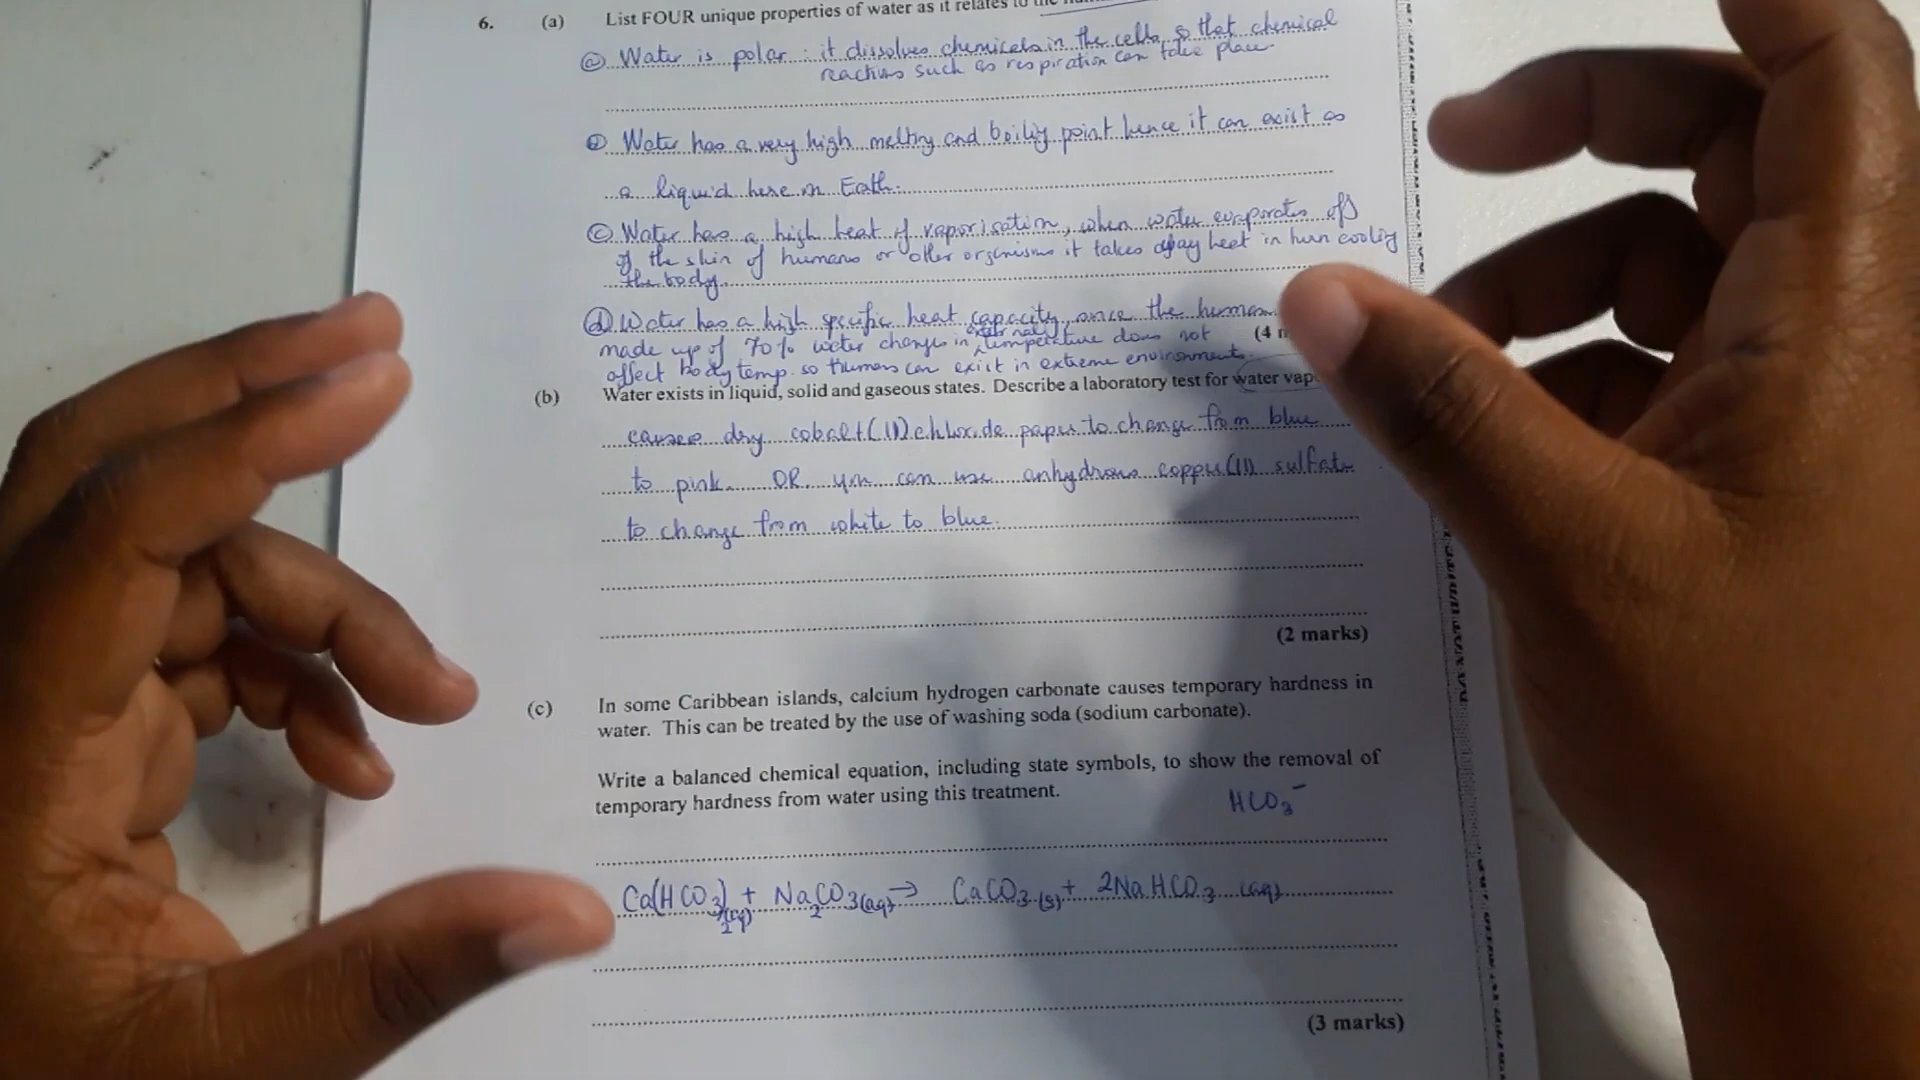 6. (a) List FOUR unique properties of water as it relates to the
ⓐ Water is polar : it dissolves chemicals in the cells, so that chemical
reactions such as respiration can take place
ⓑ Water has a very high melting and boiling point hence it can exist as
a liquid here on Earth.
ⓒ Water has a high heat of vaporisation, when water evaporates off
of the skin of humans or other organisms it takes away heat in turn cooling
the body.
ⓓ Water has a high specific heat capacity, since the human
made up of 70% water changes in external temperature does not (4
affect body temp. so humans can exist in extreme environments.
(b) Water exists in liquid, solid and gaseous states. Describe a laboratory test for water
causes dry cobalt (II) chloride paper to change from blue
to pink. OR you can use anhydrous copper(II) sulfate
to change from white to blue.
(2 marks)
(c) In some Caribbean islands, calcium hydrogen carbonate causes temporary hardness in
water. This can be treated by the use of washing soda (sodium carbonate).
Write a balanced chemical equation, including state symbols, to show the removal of
temporary hardness from water using this treatment.
HCO₃⁻
Ca(HCO₃)₂(aq) + Na₂CO₃(aq) → CaCO₃(s) + 2NaHCO₃ (aq)
(3 marks)